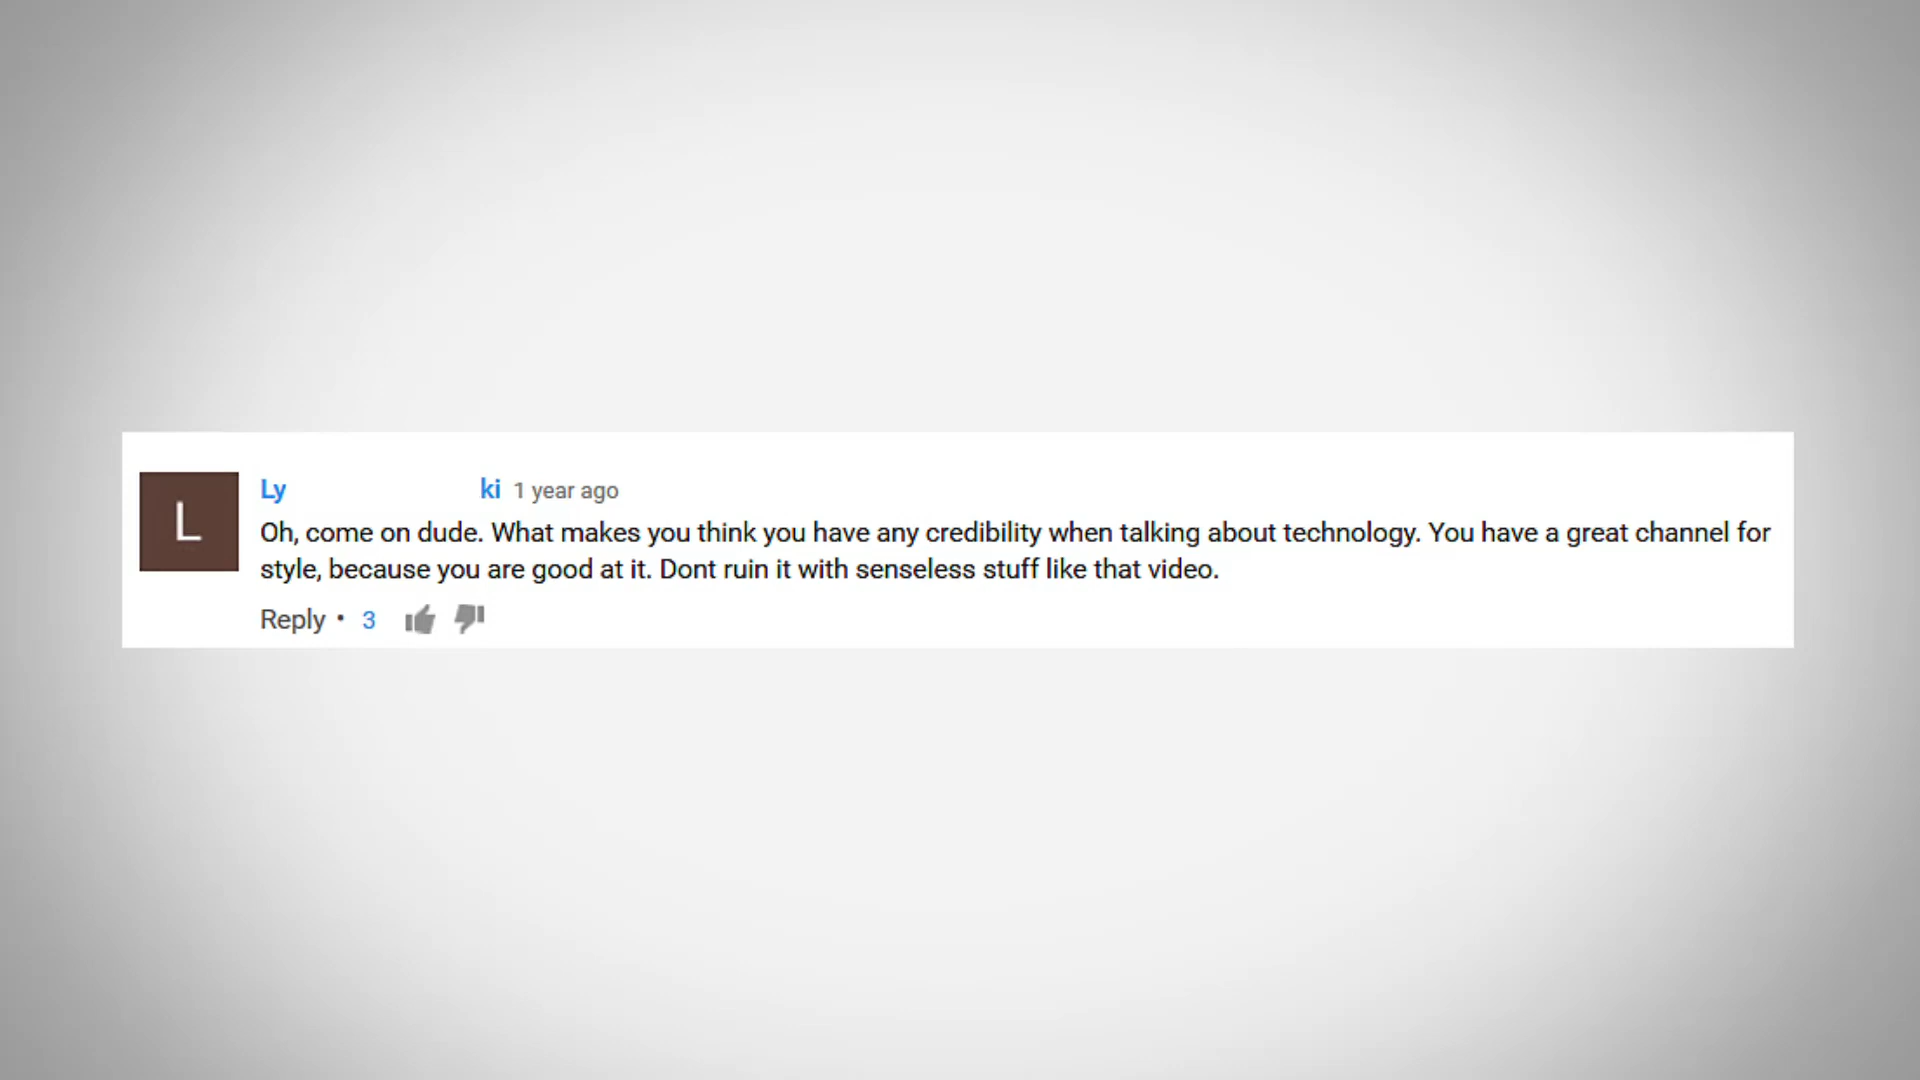 L
Ly ki 1 year ago
Oh, come on dude. What makes you think you have any credibility when talking about technology. You have a great channel for
style, because you are good at it. Dont ruin it with senseless stuff like that video.
Reply • 3